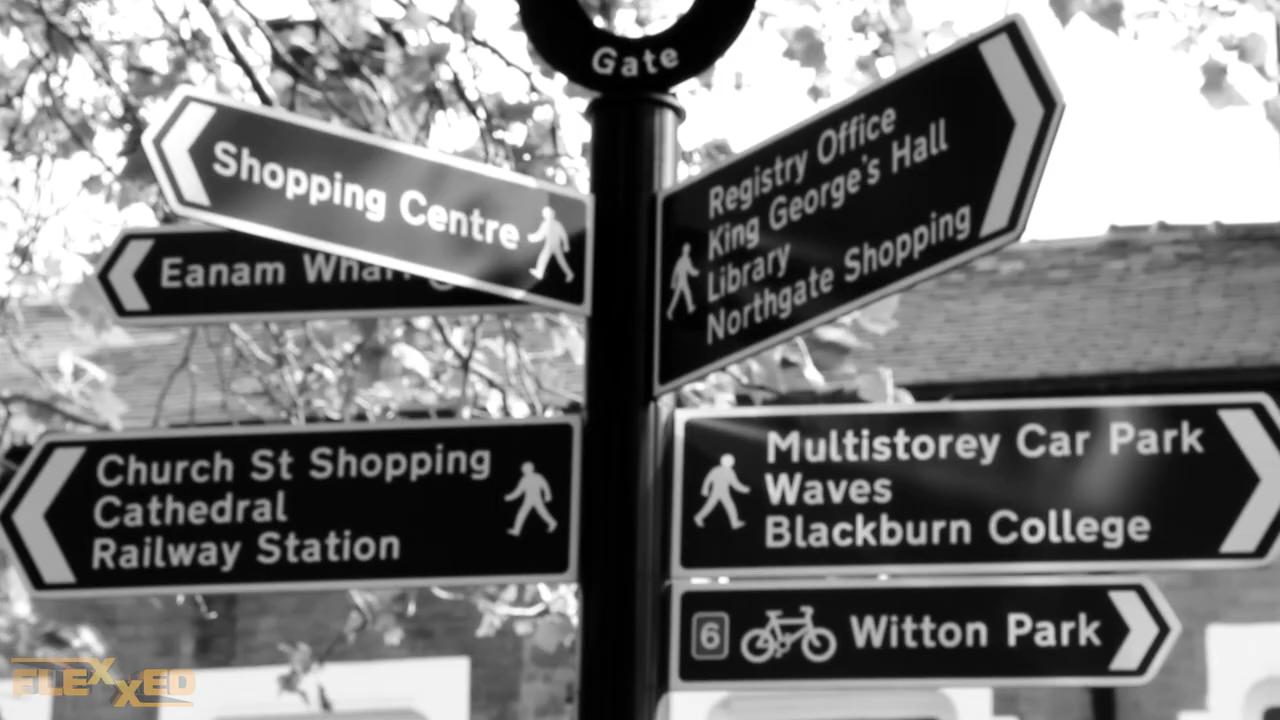 Gate
Shopping Centre
Eanam Wharf
Church St Shopping
Cathedral
Railway Station
Registry Office
King George's Hall
Library
Northgate Shopping
Multistorey Car Park
Waves
Blackburn College
6 Witton Park
FLEXXED